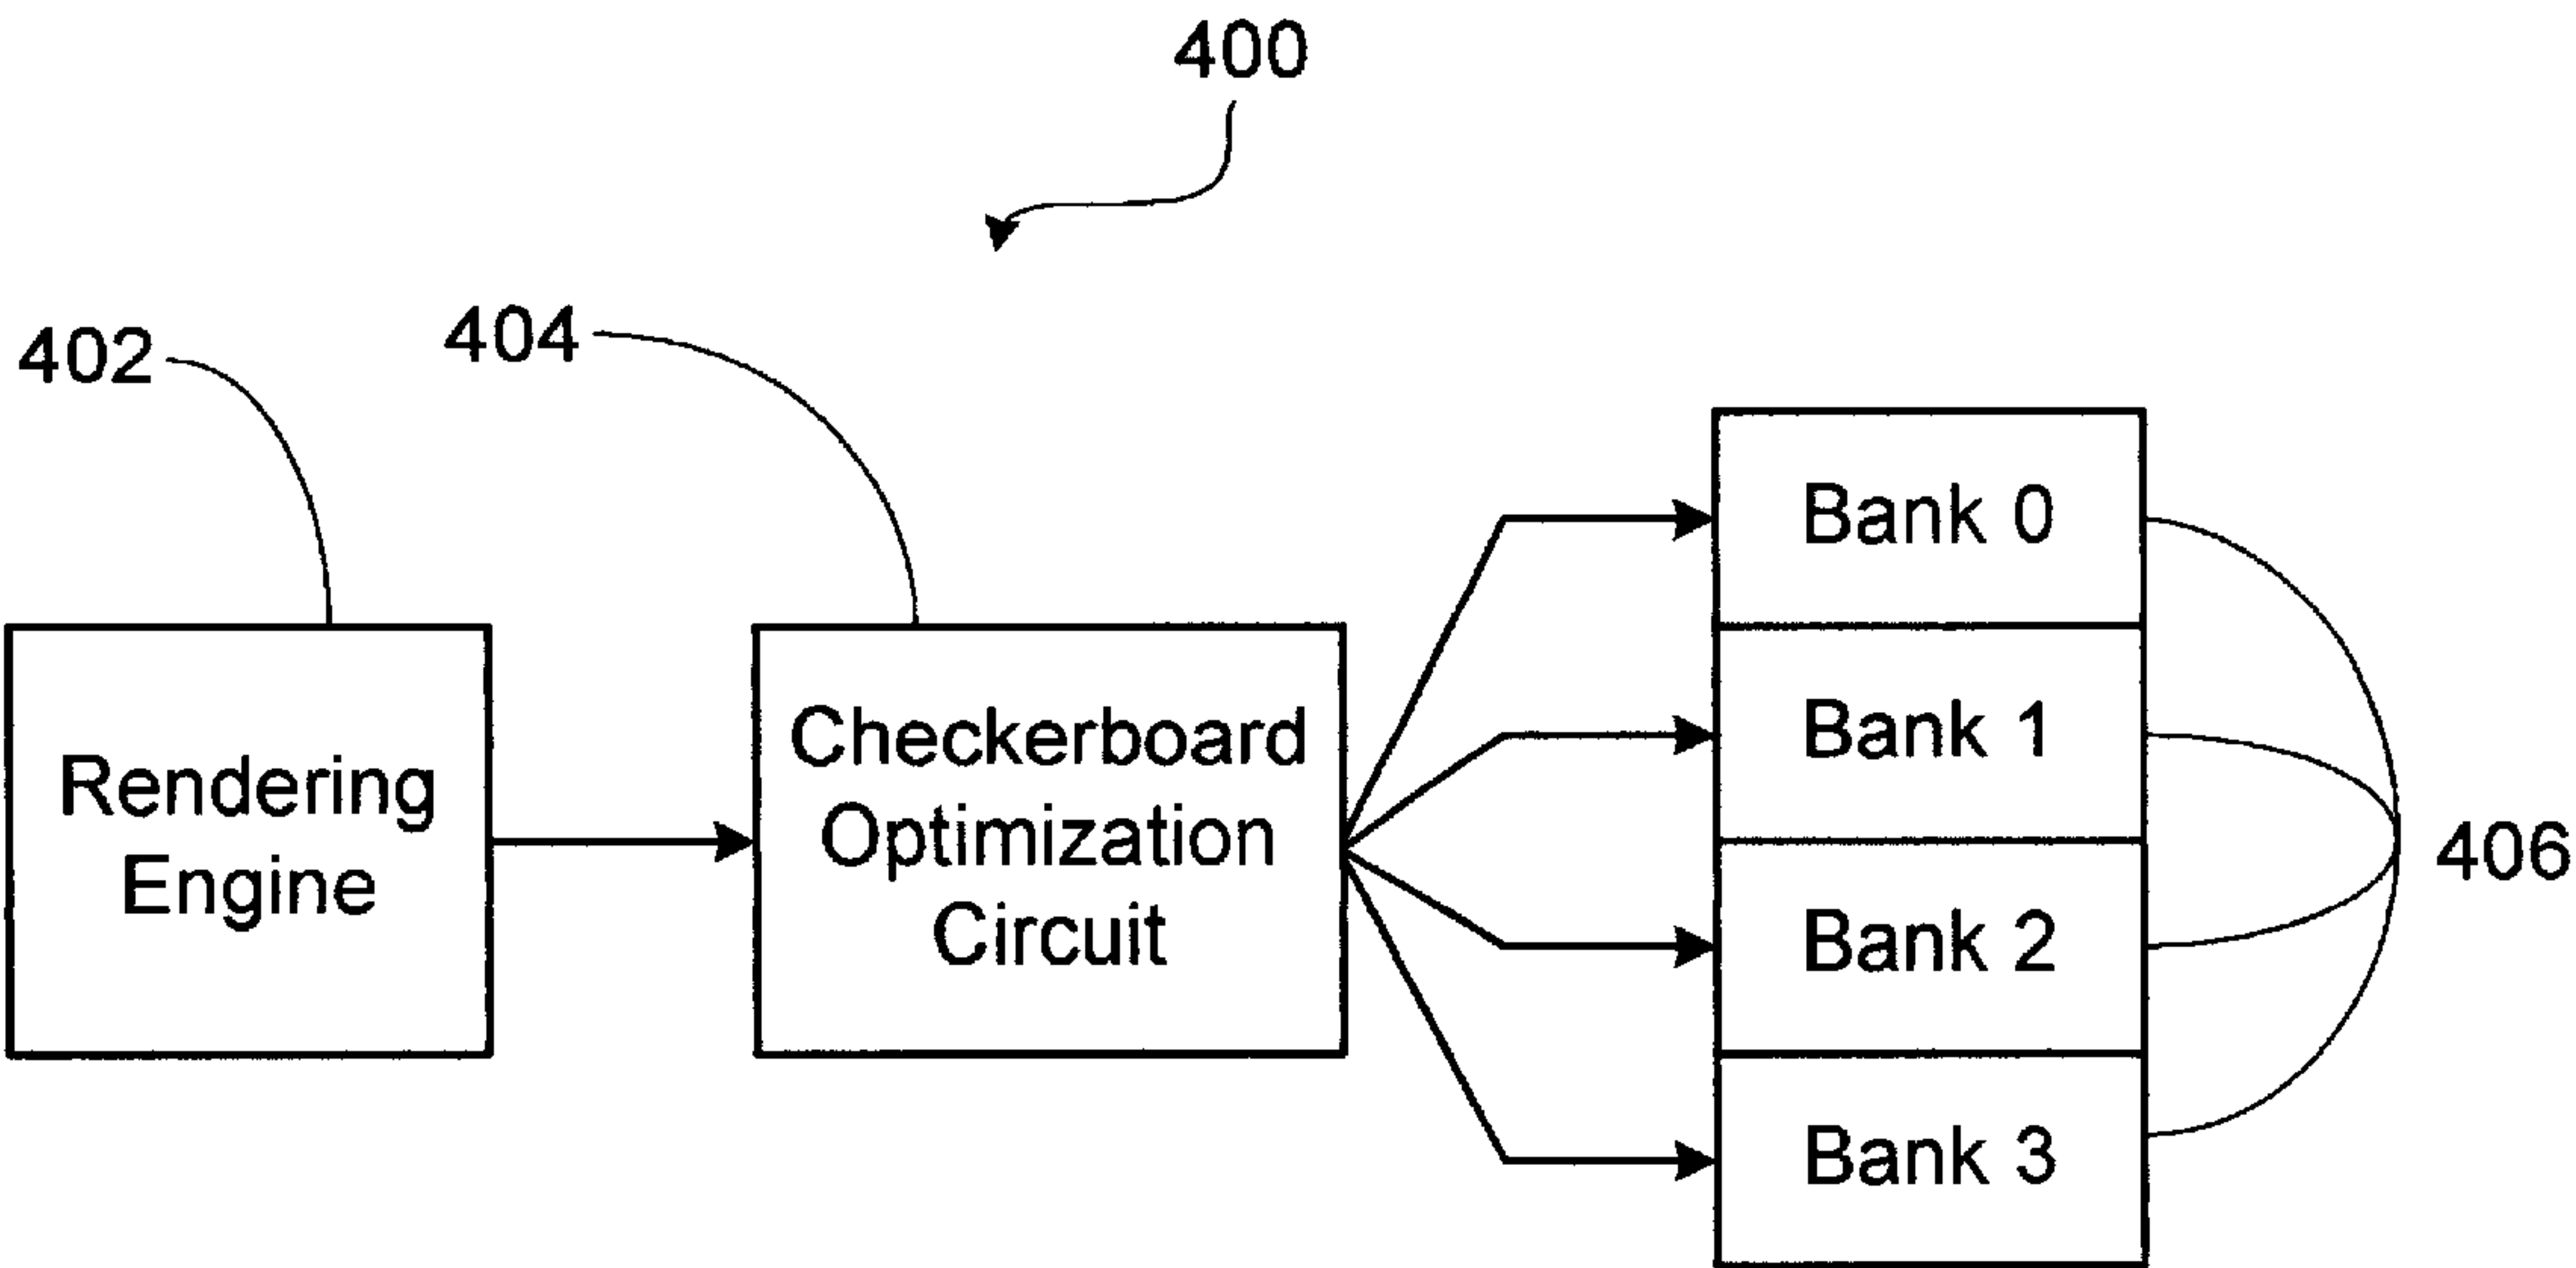 400
402
404
Bank 0
Bank 1
Bank 2
Bank 3
Rendering
Engine
Checkerboard
Optimization
Circuit
406